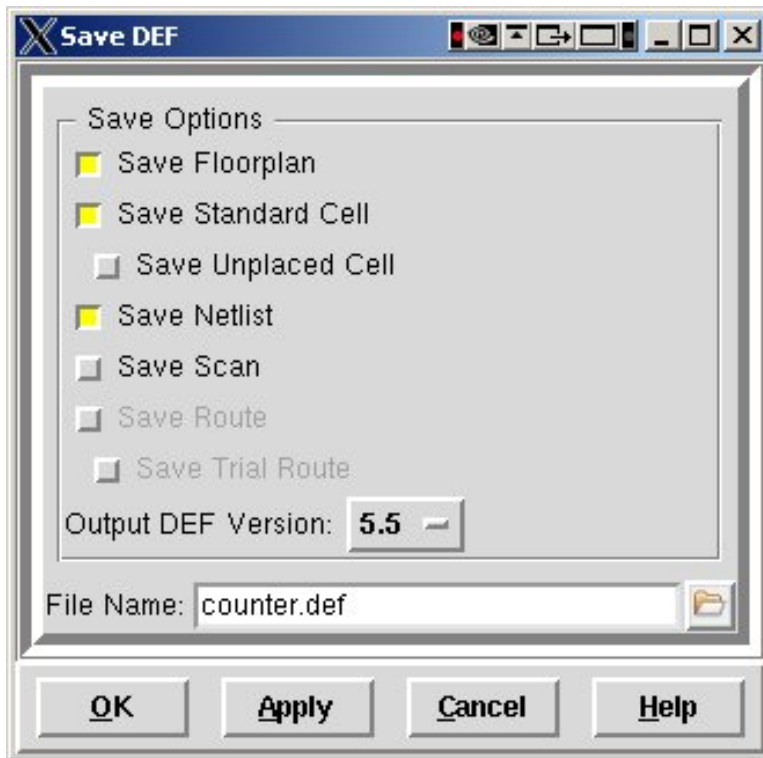 Save DEF
Save Options
Save Floorplan
Save Standard Cell
Save Unplaced Cell
Save Netlist
Save Scan
Save Route
Save Trial Route
Output DEF Version: 5.5
File Name: counter.def
OK Apply Cancel Help